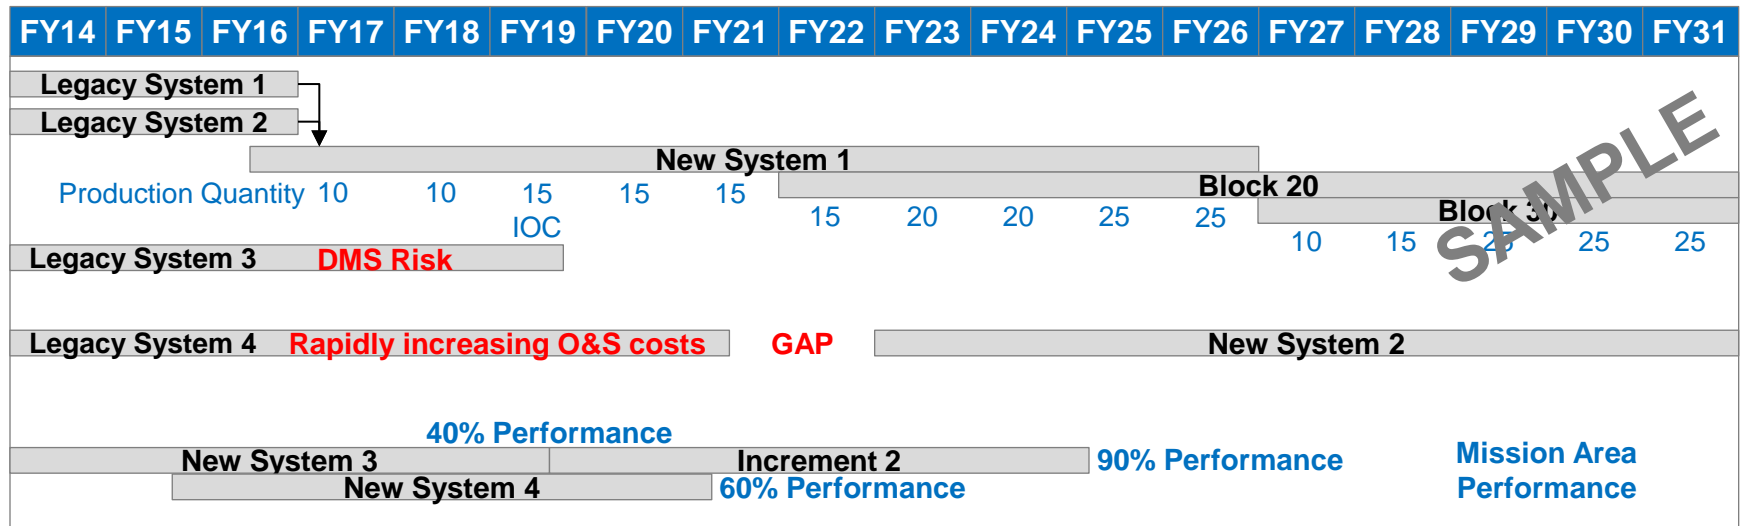 FY14 FY15 FY16 FY17 FY18 FY19 FY20 FY21 FY22 FY23 FY24 FY25 FY26 FY27 FY28 FY29 FY30 FY31
Legacy System 1
Legacy System 2
New System 1
Production Quantity 10 10 15 15 15
Block 20
IOC
15 20 20 25 25
Block 30
10 15 25 25 25
SAMPLE
Legacy System 3 DMS Risk
Legacy System 4 Rapidly increasing O&S costs GAP New System 2
40% Performance
New System 3 Increment 2 90% Performance
New System 4 60% Performance
Mission Area
Performance